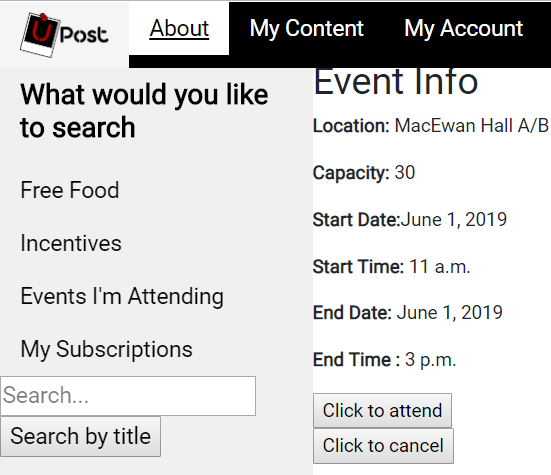 UPost
About
My Content
My Account
What would you like
to search
Free Food
Incentives
Events I'm Attending
My Subscriptions
Search...
Search by title
Event Info
Location: MacEwan Hall A/B
Capacity: 30
Start Date:June 1, 2019
Start Time: 11 a.m.
End Date: June 1, 2019
End Time : 3 p.m.
Click to attend
Click to cancel